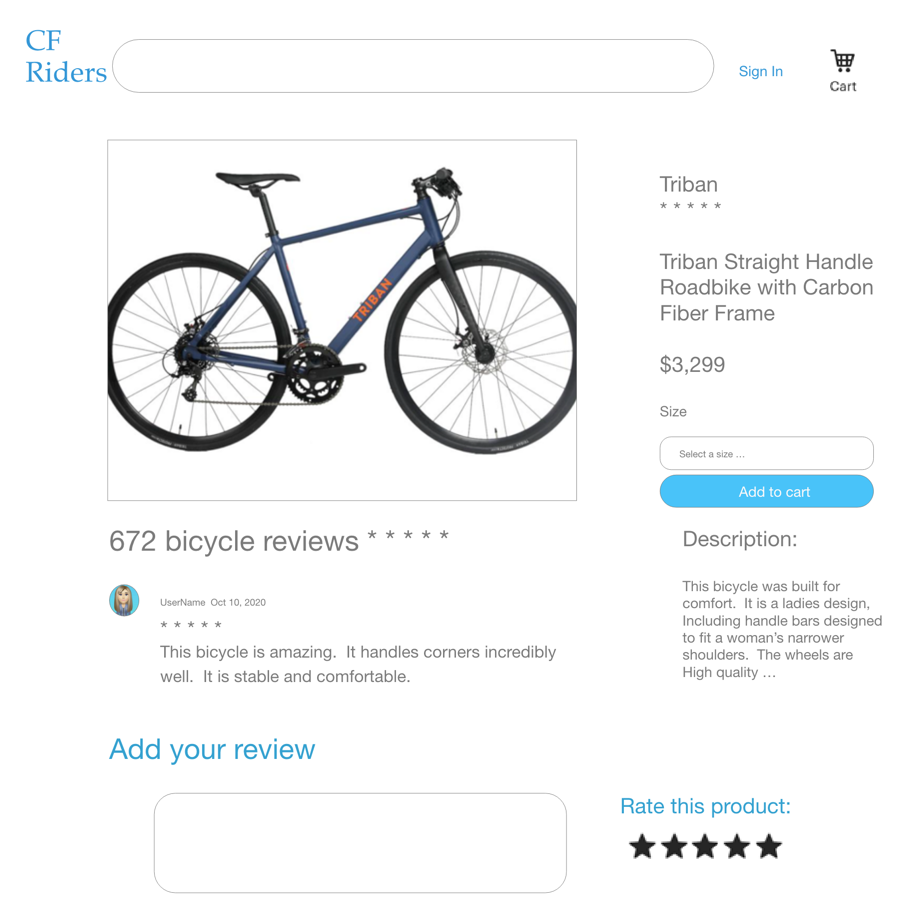 CF
Riders
Sign In
Cart
TRIBAN
Triban
* * * * *
Triban Straight Handle
Roadbike with Carbon
Fiber Frame
$3,299
Size
Select a size …
Add to cart
672 bicycle reviews * * * * *
UserName Oct 10, 2020
* * * * *
This bicycle is amazing. It handles corners incredibly
well. It is stable and comfortable.
Description:
This bicycle was built for
comfort. It is a ladies design,
Including handle bars designed
to fit a woman’s narrower
shoulders. The wheels are
High quality …
Add your review
Rate this product: